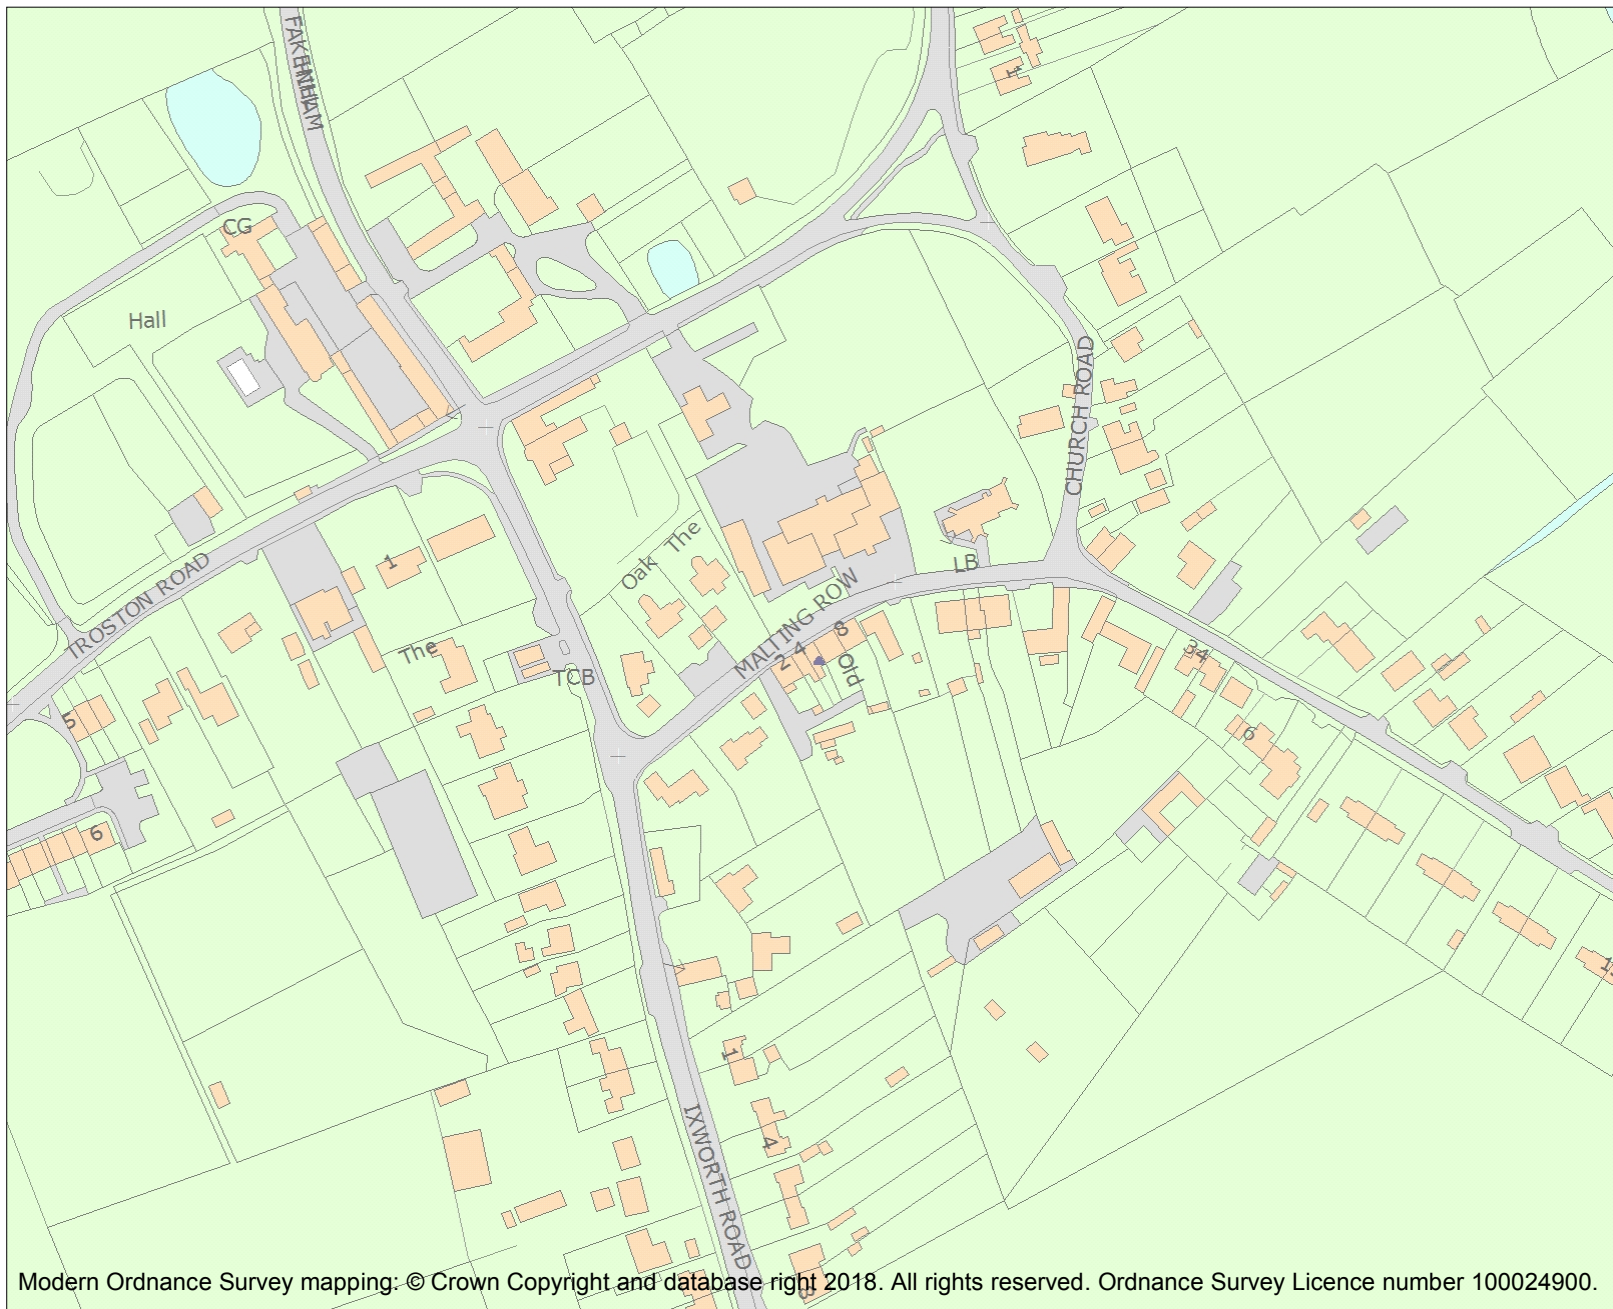 FAKENHAM
1
CG
Hall
CHURCH ROAD
Oak The
1
LB
TROSTON ROAD
MALTING ROW
8
2 4
Old
The
TCB
34
5
6
6
1
4
IXWORTH ROAD
Modern Ordnance Survey mapping: © Crown Copyright and database right 2018. All rights reserved. Ordnance Survey Licence number 100024900.